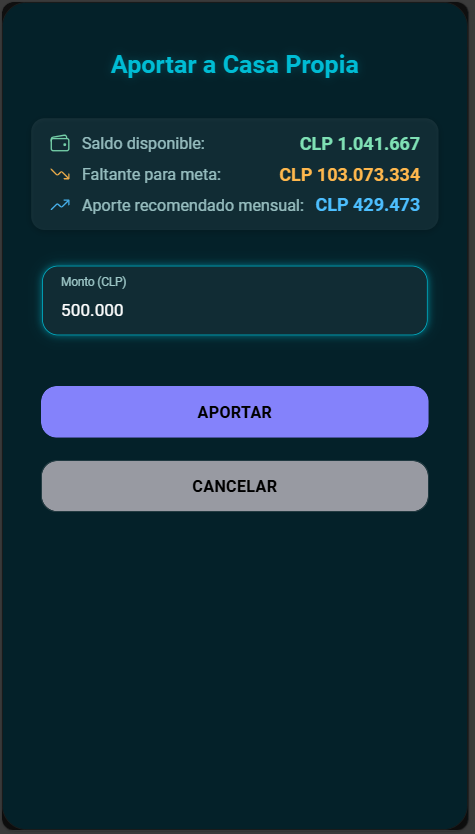 Aportar a Casa Propia
Saldo disponible: CLP 1.041.667
Faltante para meta: CLP 103.073.334
Aporte recomendado mensual: CLP 429.473
Monto (CLP)
500.000
APORTAR
CANCELAR